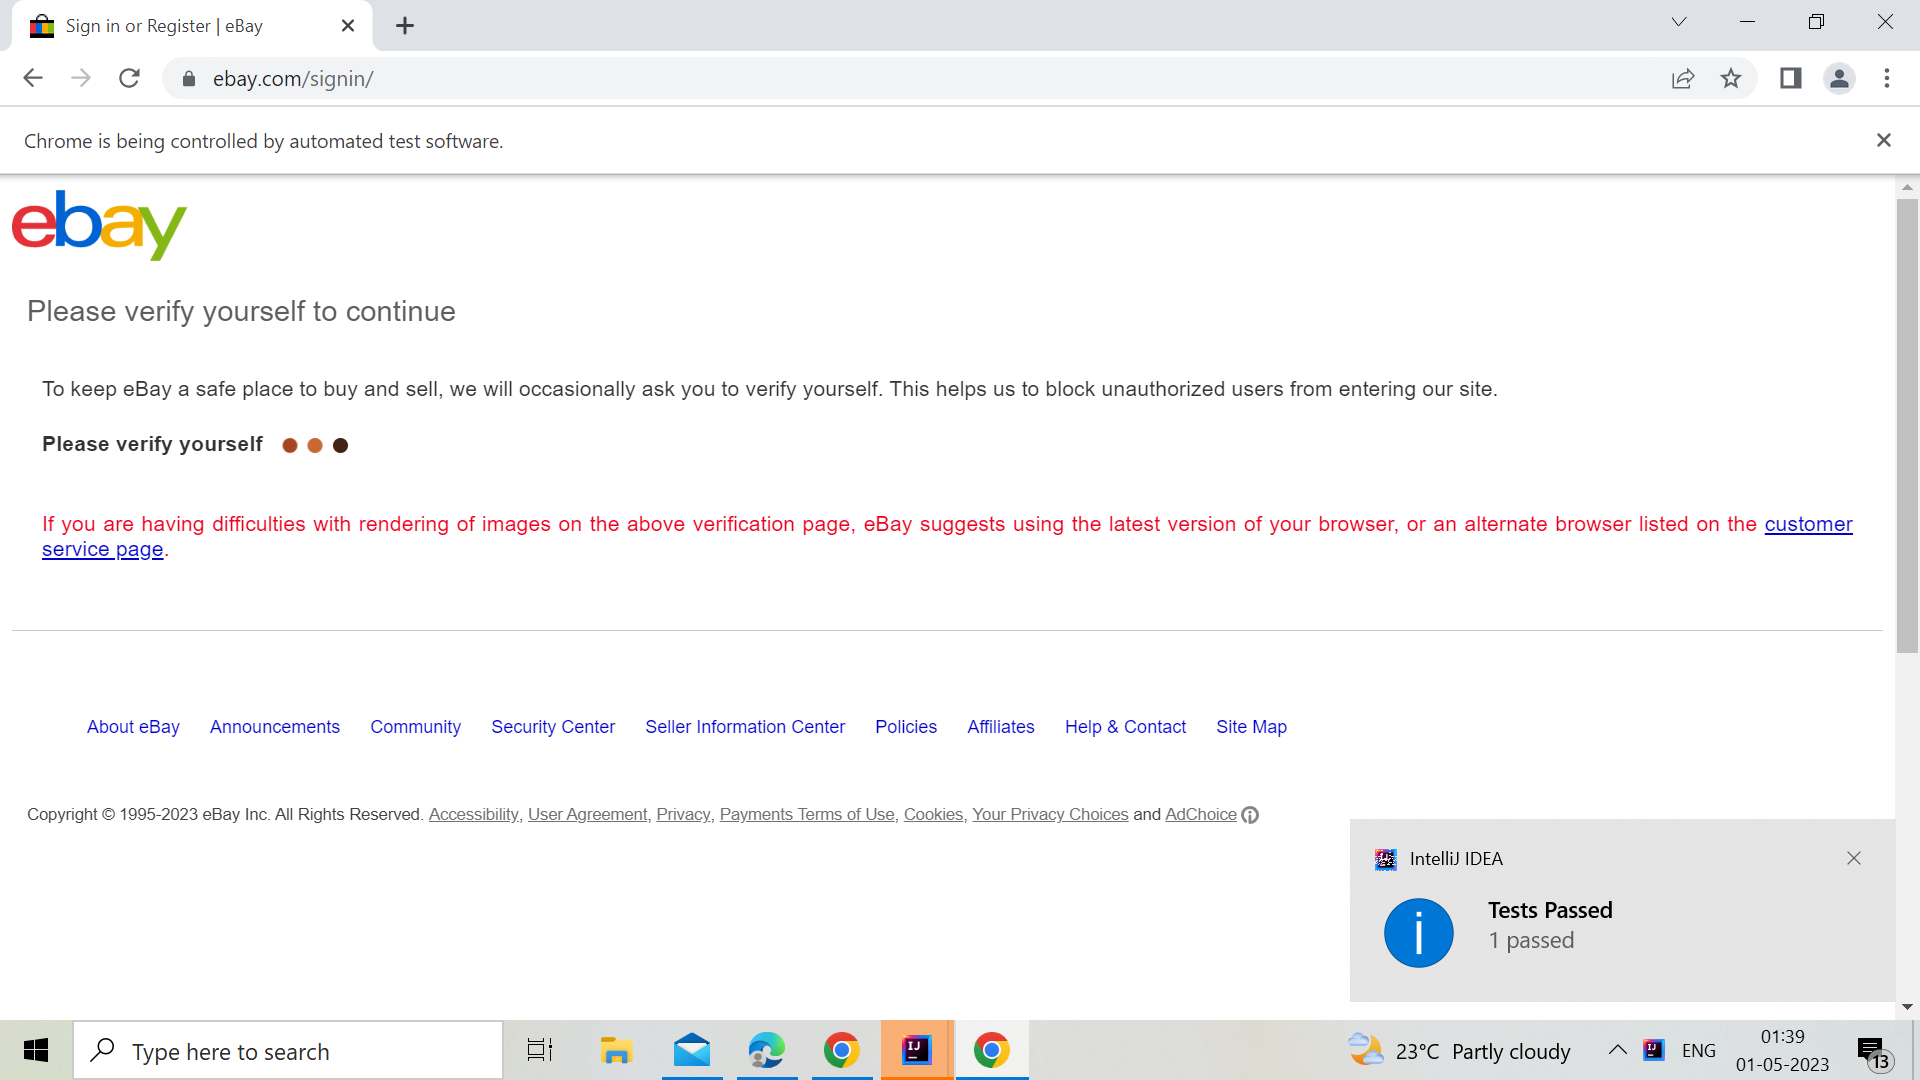 Sign in or Register | eBay
ebay.com/signin/
Chrome is being controlled by automated test software.
ebay
Please verify yourself to continue
To keep eBay a safe place to buy and sell, we will occasionally ask you to verify yourself. This helps us to block unauthorized users from entering our site.
Please verify yourself
If you are having difficulties with rendering of images on the above verification page, eBay suggests using the latest version of your browser, or an alternate browser listed on the customer
service page.
About eBay Announcements Community Security Center Seller Information Center Policies Affiliates Help & Contact Site Map
Copyright © 1995-2023 eBay Inc. All Rights Reserved. Accessibility, User Agreement, Privacy, Payments Terms of Use, Cookies, Your Privacy Choices and AdChoice
IntelliJ IDEA
Tests Passed
1 passed
Type here to search
IJ
23°C Partly cloudy
IJ
ENG
01:39
01-05-2023
13